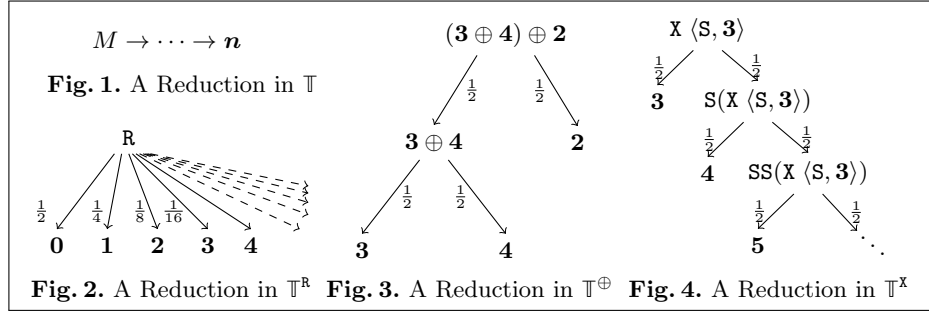 M → · · · → n
Fig. 1. A Reduction in 𝕋
R
1/2 1/4 1/8 1/16
0 1 2 3 4
Fig. 2. A Reduction in 𝕋^R
(3 ⊕ 4) ⊕ 2
1/2 1/2
3 ⊕ 4 2
1/2 1/2
3 4
Fig. 3. A Reduction in 𝕋^⊕
X ⟨S, 3⟩
1/2 1/2
3 S(X ⟨S, 3⟩)
1/2 1/2
4 SS(X ⟨S, 3⟩)
1/2 1/2
5 ⋱
Fig. 4. A Reduction in 𝕋^X